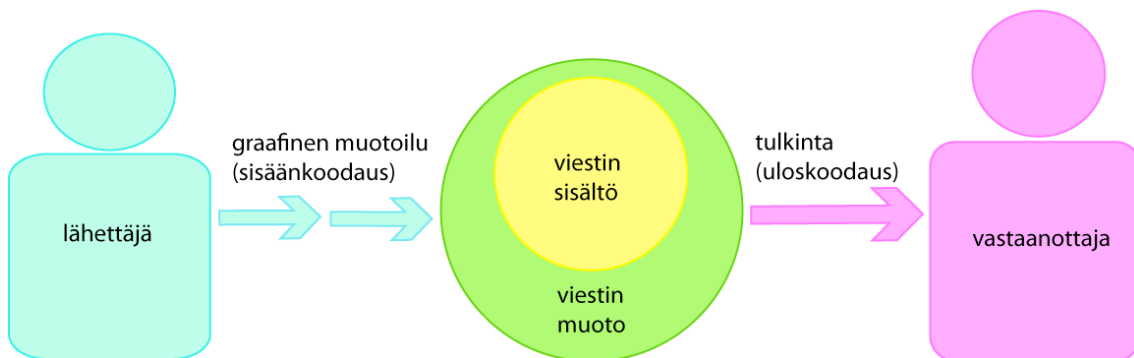 lähettäjä
graafinen muotoilu
(sisäänkoodaus)
viestin
sisältö
viestin
muoto
tulkinta
(uloskoodaus)
vastaanottaja